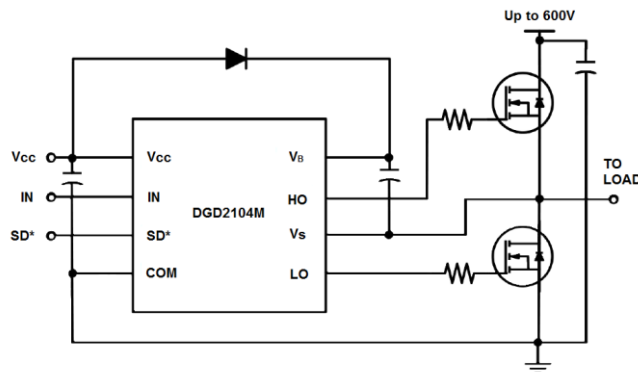 Up to 600V
Vcc
IN
SD*
Vcc
IN
SD*
COM
DGD2104M
VB
HO
Vs
LO
TO
LOAD